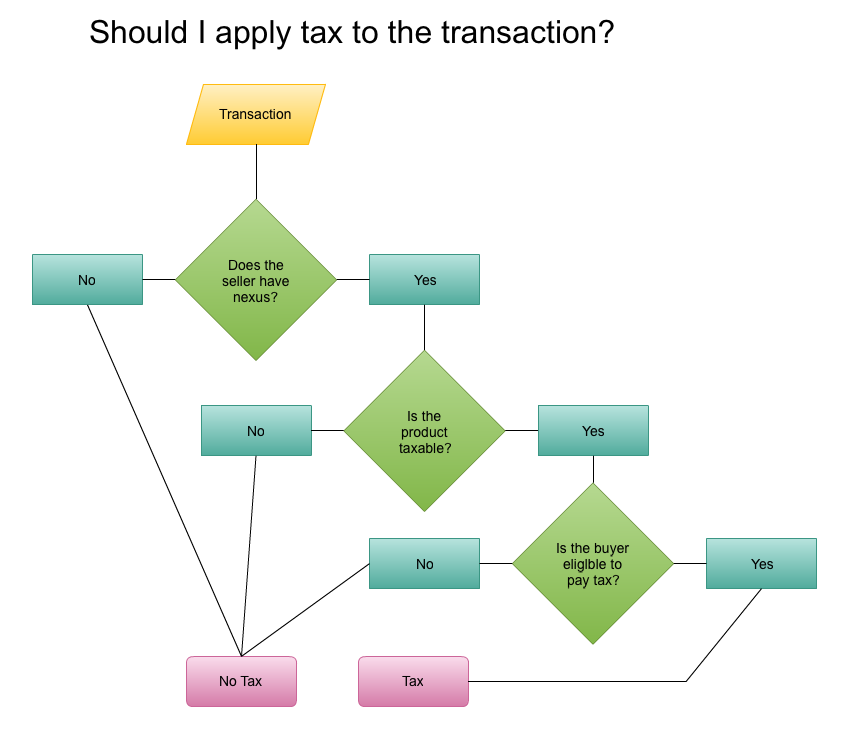 Should I apply tax to the transaction?
Transaction
Does the
seller have
nexus?
No
Yes
Is the
product
taxable?
No
Yes
Is the buyer
eligIble to
pay tax?
No
Yes
No Tax
Tax